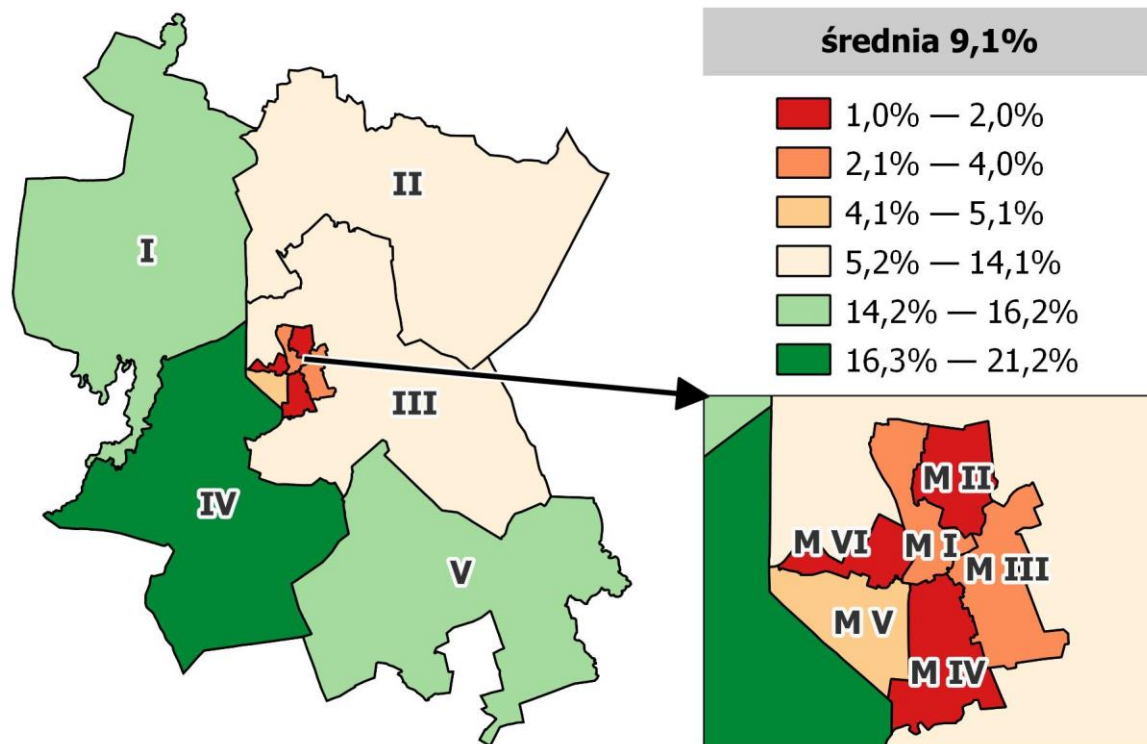 średnia 9,1%
1,0% — 2,0%
2,1% — 4,0%
4,1% — 5,1%
5,2% — 14,1%
14,2% — 16,2%
16,3% — 21,2%
I
II
III
IV
V
M II
M VI
M I
M III
M V
M IV